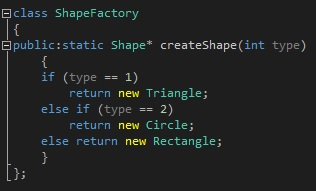 class ShapeFactory
{
public:static Shape* createShape(int type)
{
if (type == 1)
return new Triangle;
else if (type == 2)
return new Circle;
else return new Rectangle;
}
};